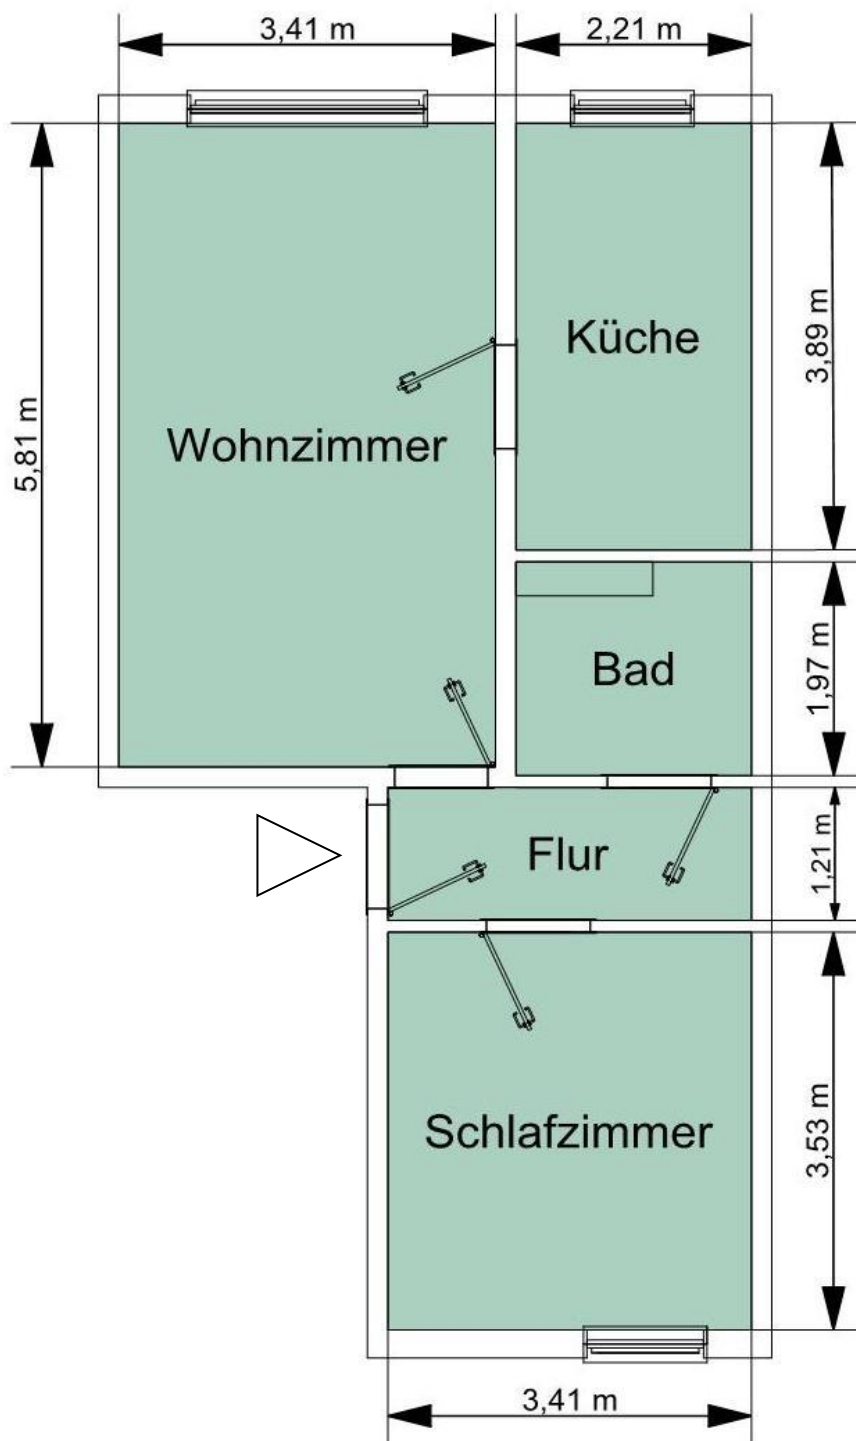 3,41 m
2,21 m
Küche
3,89 m
Wohnzimmer
5,81 m
Bad
1,97 m
Flur
1,21 m
Schlafzimmer
3,53 m
3,41 m